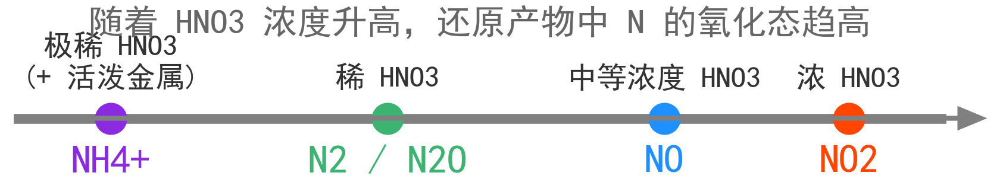 随着 HNO3 浓度升高，还原产物中 N 的氧化态趋高
极稀 HNO3
(+ 活泼金属)
稀 HNO3
中等浓度 HNO3
浓 HNO3
NH4+
N2 / N2O
NO
NO2